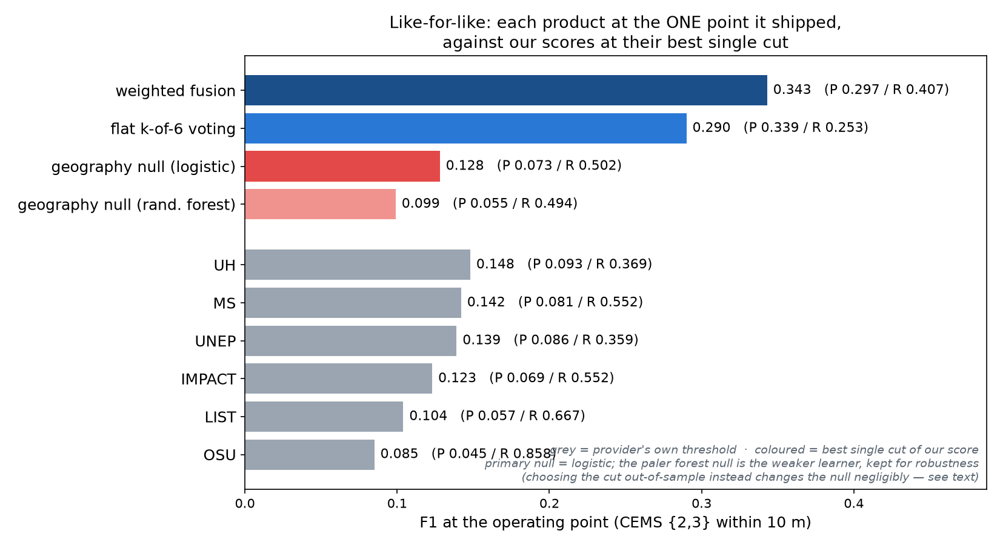 Like-for-like: each product at the ONE point it shipped,
against our scores at their best single cut
weighted fusion 0.343 (P 0.297 / R 0.407)
flat k-of-6 voting 0.290 (P 0.339 / R 0.253)
geography null (logistic) 0.128 (P 0.073 / R 0.502)
geography null (rand. forest) 0.099 (P 0.055 / R 0.494)
UH 0.148 (P 0.093 / R 0.369)
MS 0.142 (P 0.081 / R 0.552)
UNEP 0.139 (P 0.086 / R 0.359)
IMPACT 0.123 (P 0.069 / R 0.552)
LIST 0.104 (P 0.057 / R 0.667)
OSU 0.085 (P 0.045 / R 0.858)
grey = provider's own threshold · coloured = best single cut of our score
primary null = logistic; the paler forest null is the weaker learner, kept for robustness
(choosing the cut out-of-sample instead changes the null negligibly — see text)
0.0 0.1 0.2 0.3 0.4
F1 at the operating point (CEMS {2,3} within 10 m)